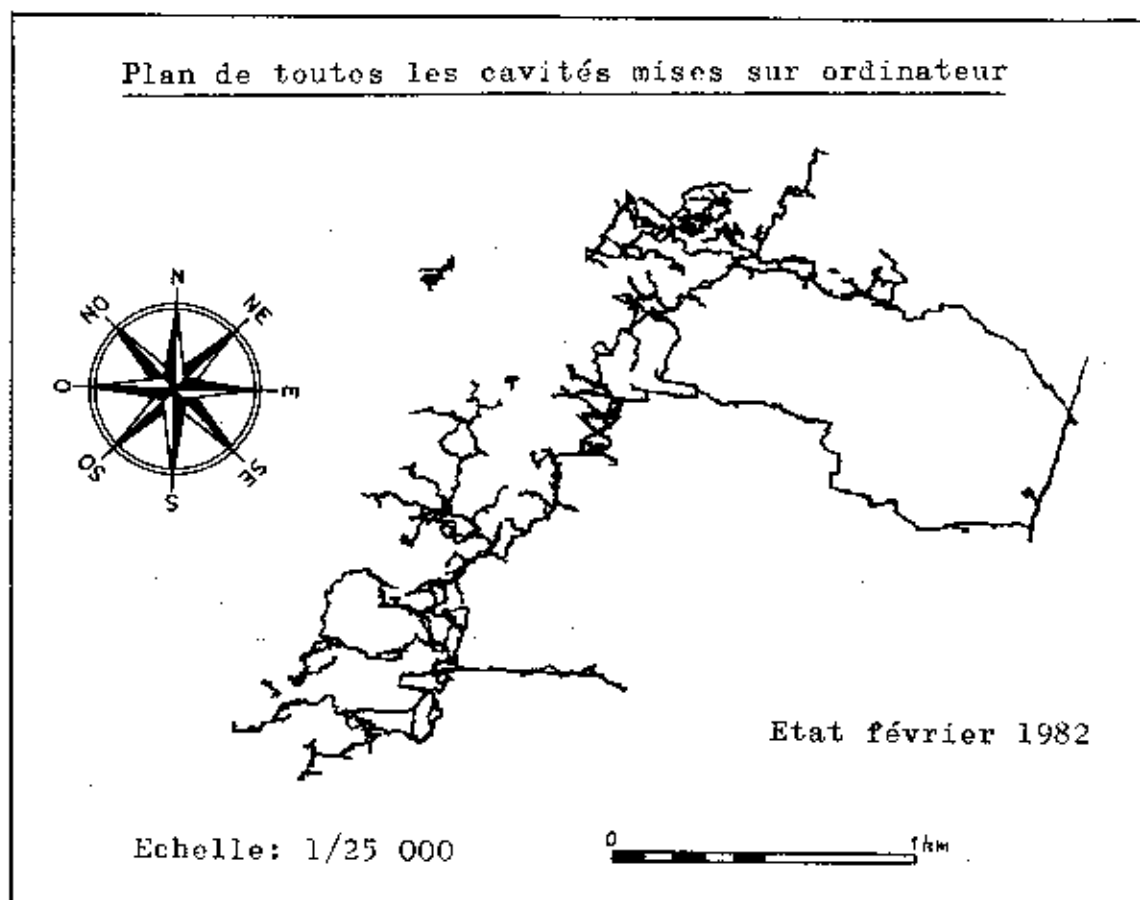 Plan de toutes les cavités mises sur ordinateur
N
NO
NE
O
E
SO
SE
S
Etat février 1982
Echelle: 1/25 000
0
1km